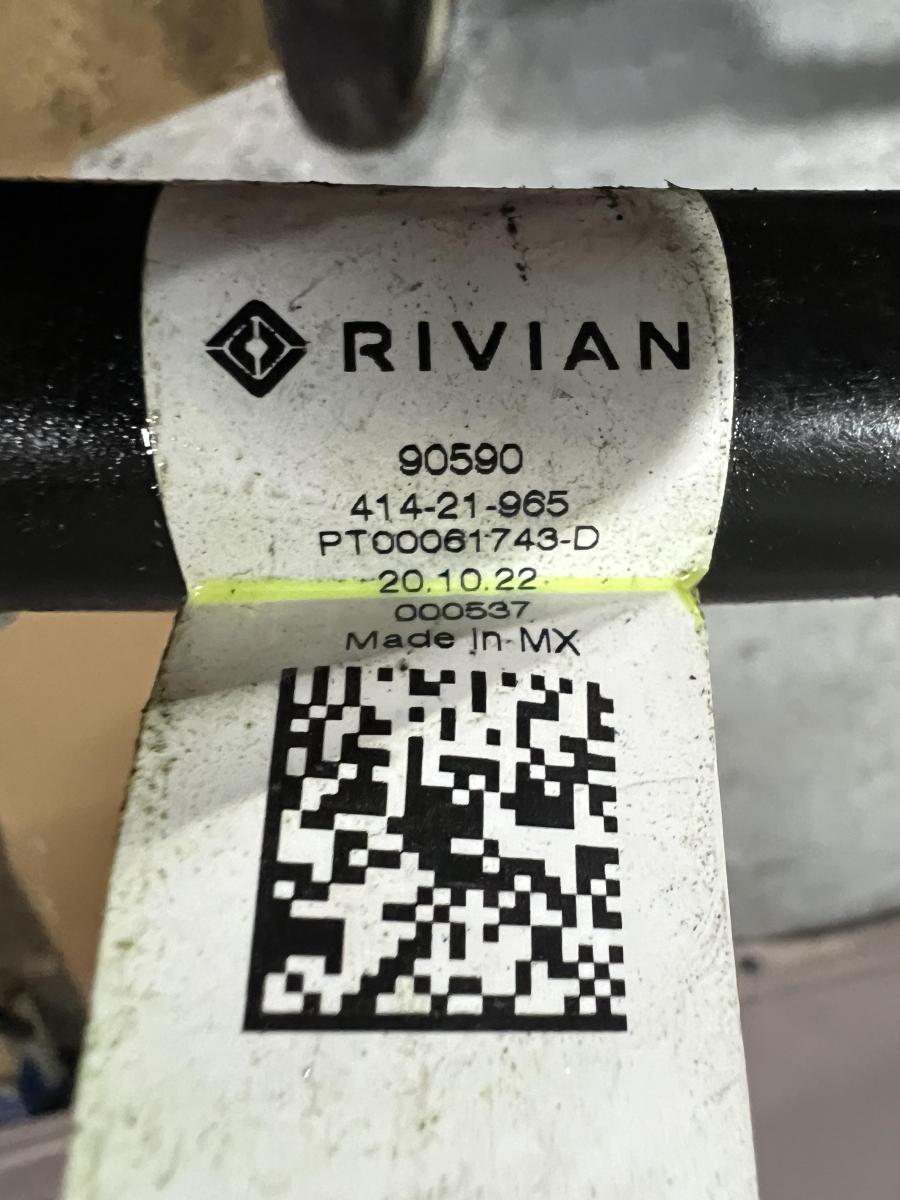 RIVIAN
90590
414-21-965
PT00061743-D
20.10.22
000537
Made In MX